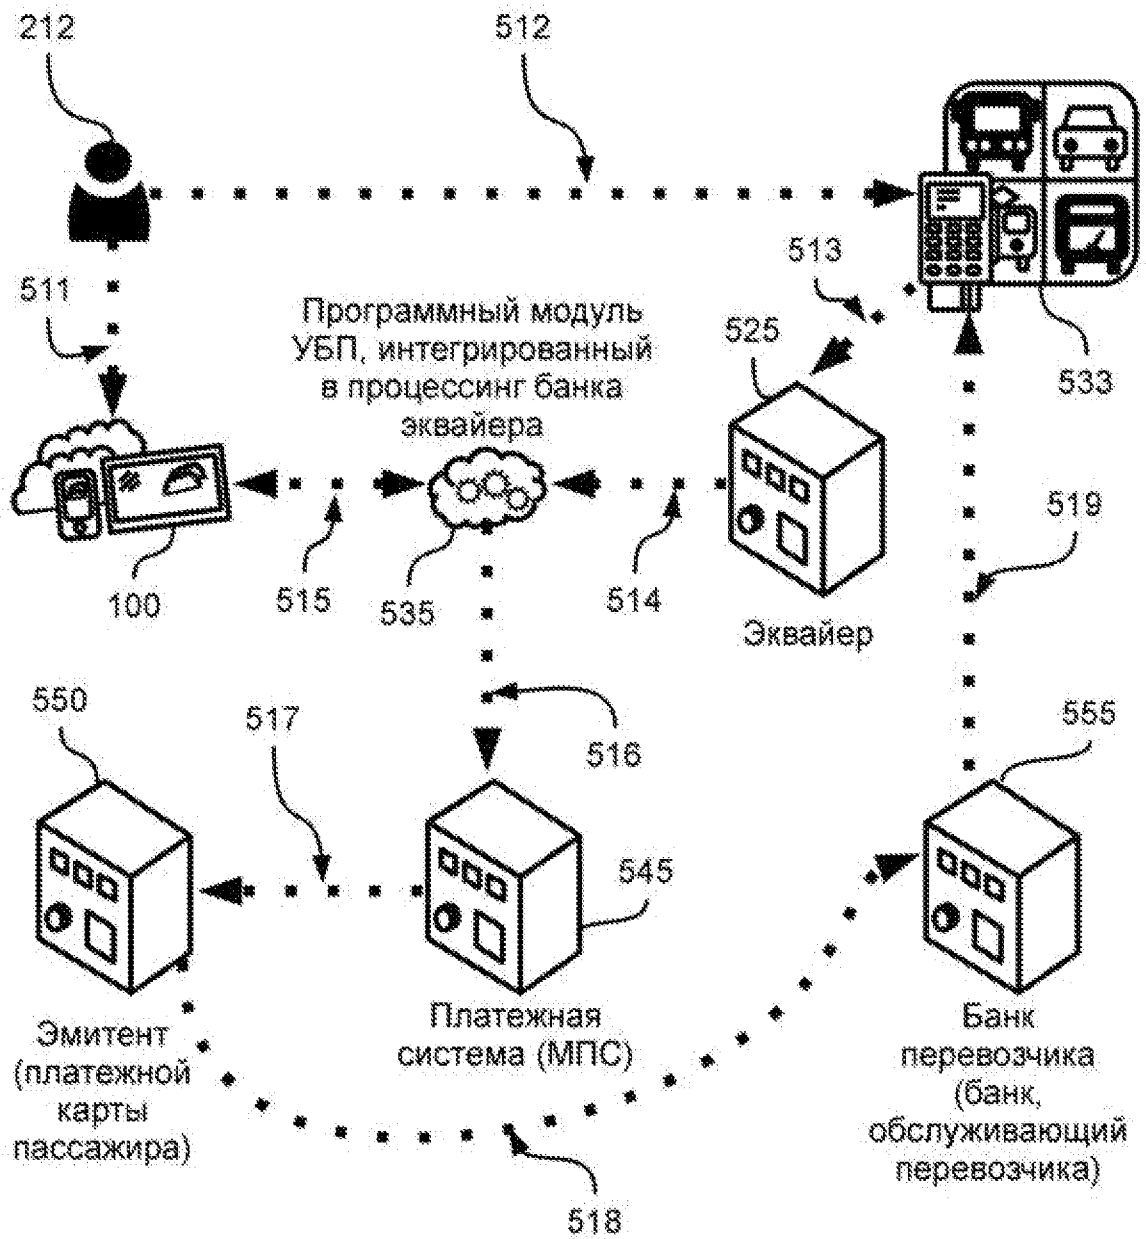 212
512
511
513
Программный модуль
УБП, интегрированный
в процессинг банка
эквайера
525
533
519
100
515
535
514
Эквайер
550
517
516
555
545
Эмитент
(платежной
карты
пассажира)
Платежная
система (МПС)
Банк
перевозчика
(банк,
обслуживающий
перевозчика)
518